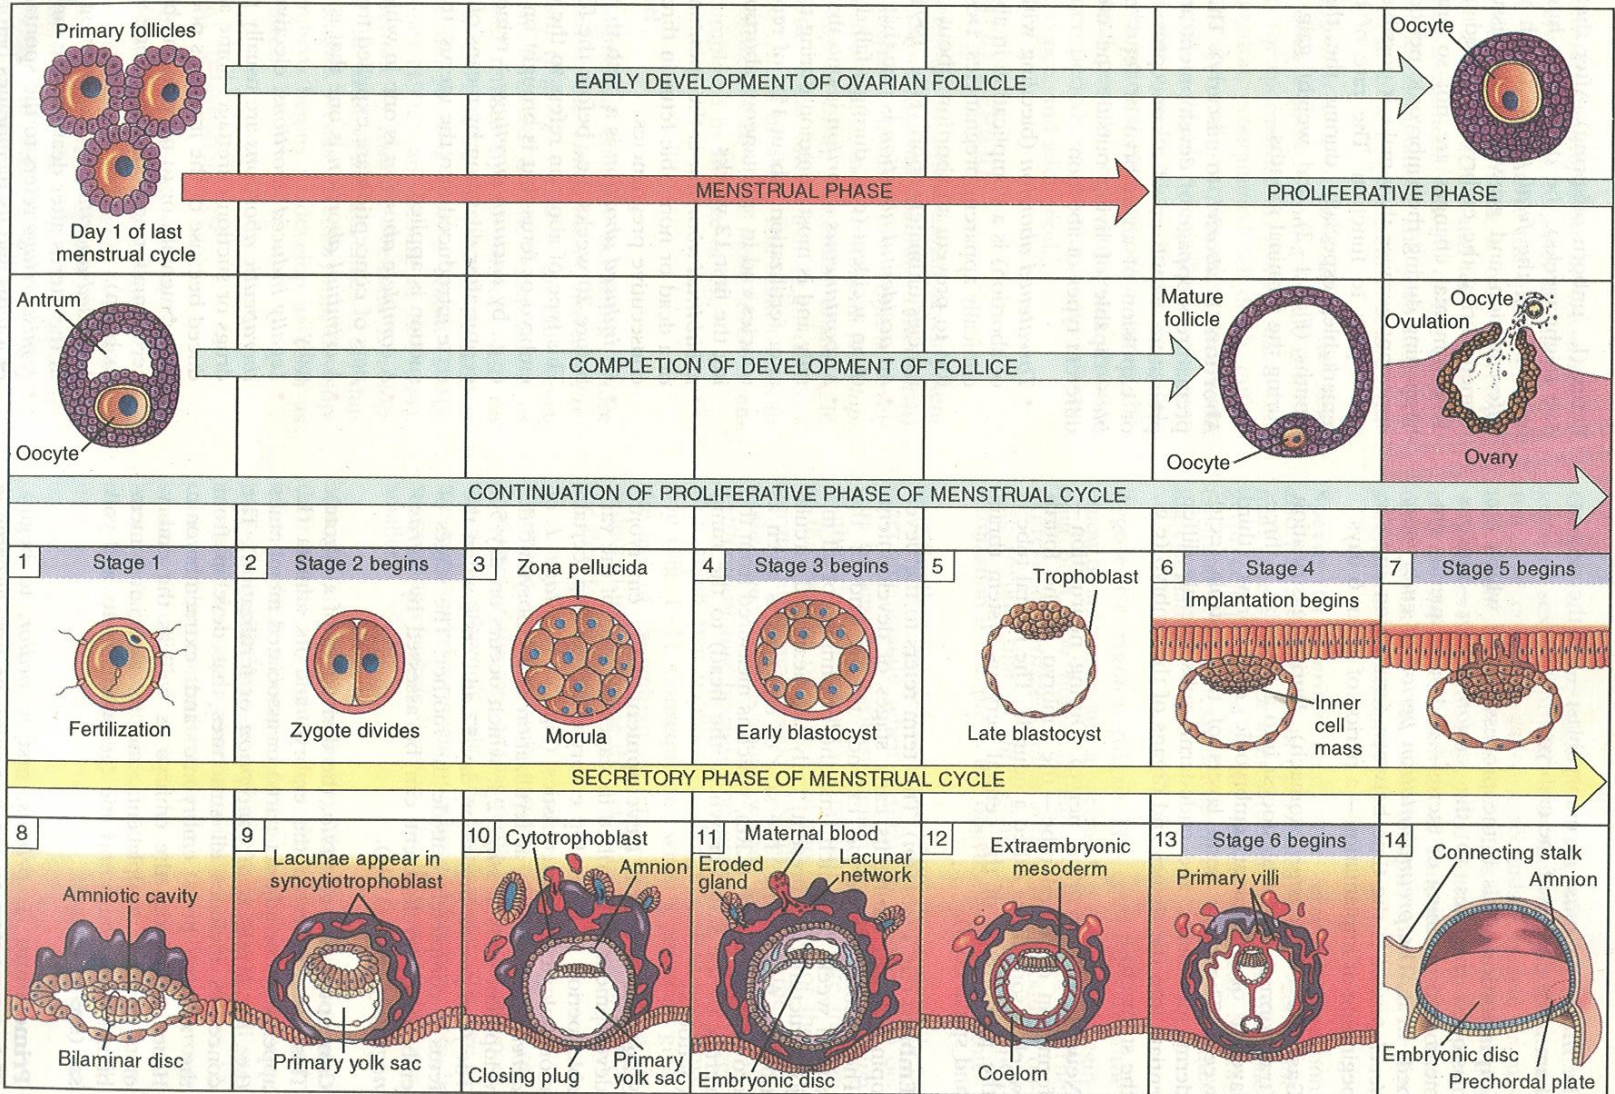 Primary follicles
Oocyte
EARLY DEVELOPMENT OF OVARIAN FOLLICLE
MENSTRUAL PHASE
PROLIFERATIVE PHASE
Day 1 of last
menstrual cycle
Antrum
Oocyte
COMPLETION OF DEVELOPMENT OF FOLLICE
Mature
follicle
Oocyte
Oocyte
Ovulation
Ovary
CONTINUATION OF PROLIFERATIVE PHASE OF MENSTRUAL CYCLE
1 Stage 1
Fertilization
2 Stage 2 begins
Zygote divides
3 Zona pellucida
Morula
4 Stage 3 begins
Early blastocyst
5
Trophoblast
Late blastocyst
6 Stage 4
Implantation begins
Inner
cell
mass
7 Stage 5 begins
SECRETORY PHASE OF MENSTRUAL CYCLE
8
Amniotic cavity
Bilaminar disc
9
Lacunae appear in
syncytiotrophoblast
Primary yolk sac
10 Cytotrophoblast
Amnion
Closing plug
Primary
yolk sac
11 Maternal blood
Eroded
gland
Lacunar
network
Embryonic disc
12
Extraembryonic
mesoderm
Coelom
13 Stage 6 begins
Primary villi
14
Connecting stalk
Amnion
Embryonic disc
Prechordal plate